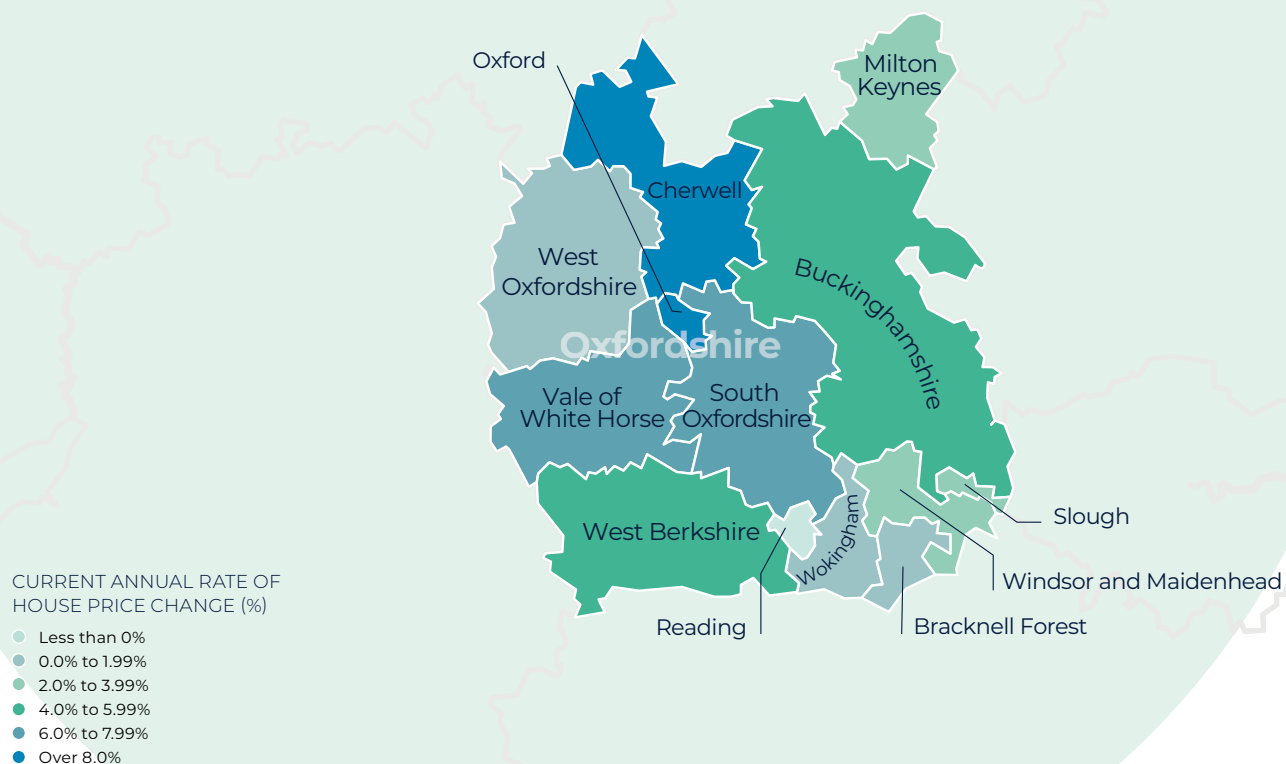 Oxford
Milton
Keynes
Cherwell
West
Oxfordshire
Buckinghamshire
Oxfordshire
Vale of
White Horse
South
Oxfordshire
West Berkshire
Wokingham
Slough
Windsor and Maidenhead
Reading
Bracknell Forest
CURRENT ANNUAL RATE OF
HOUSE PRICE CHANGE (%)
Less than 0%
0.0% to 1.99%
2.0% to 3.99%
4.0% to 5.99%
6.0% to 7.99%
Over 8.0%